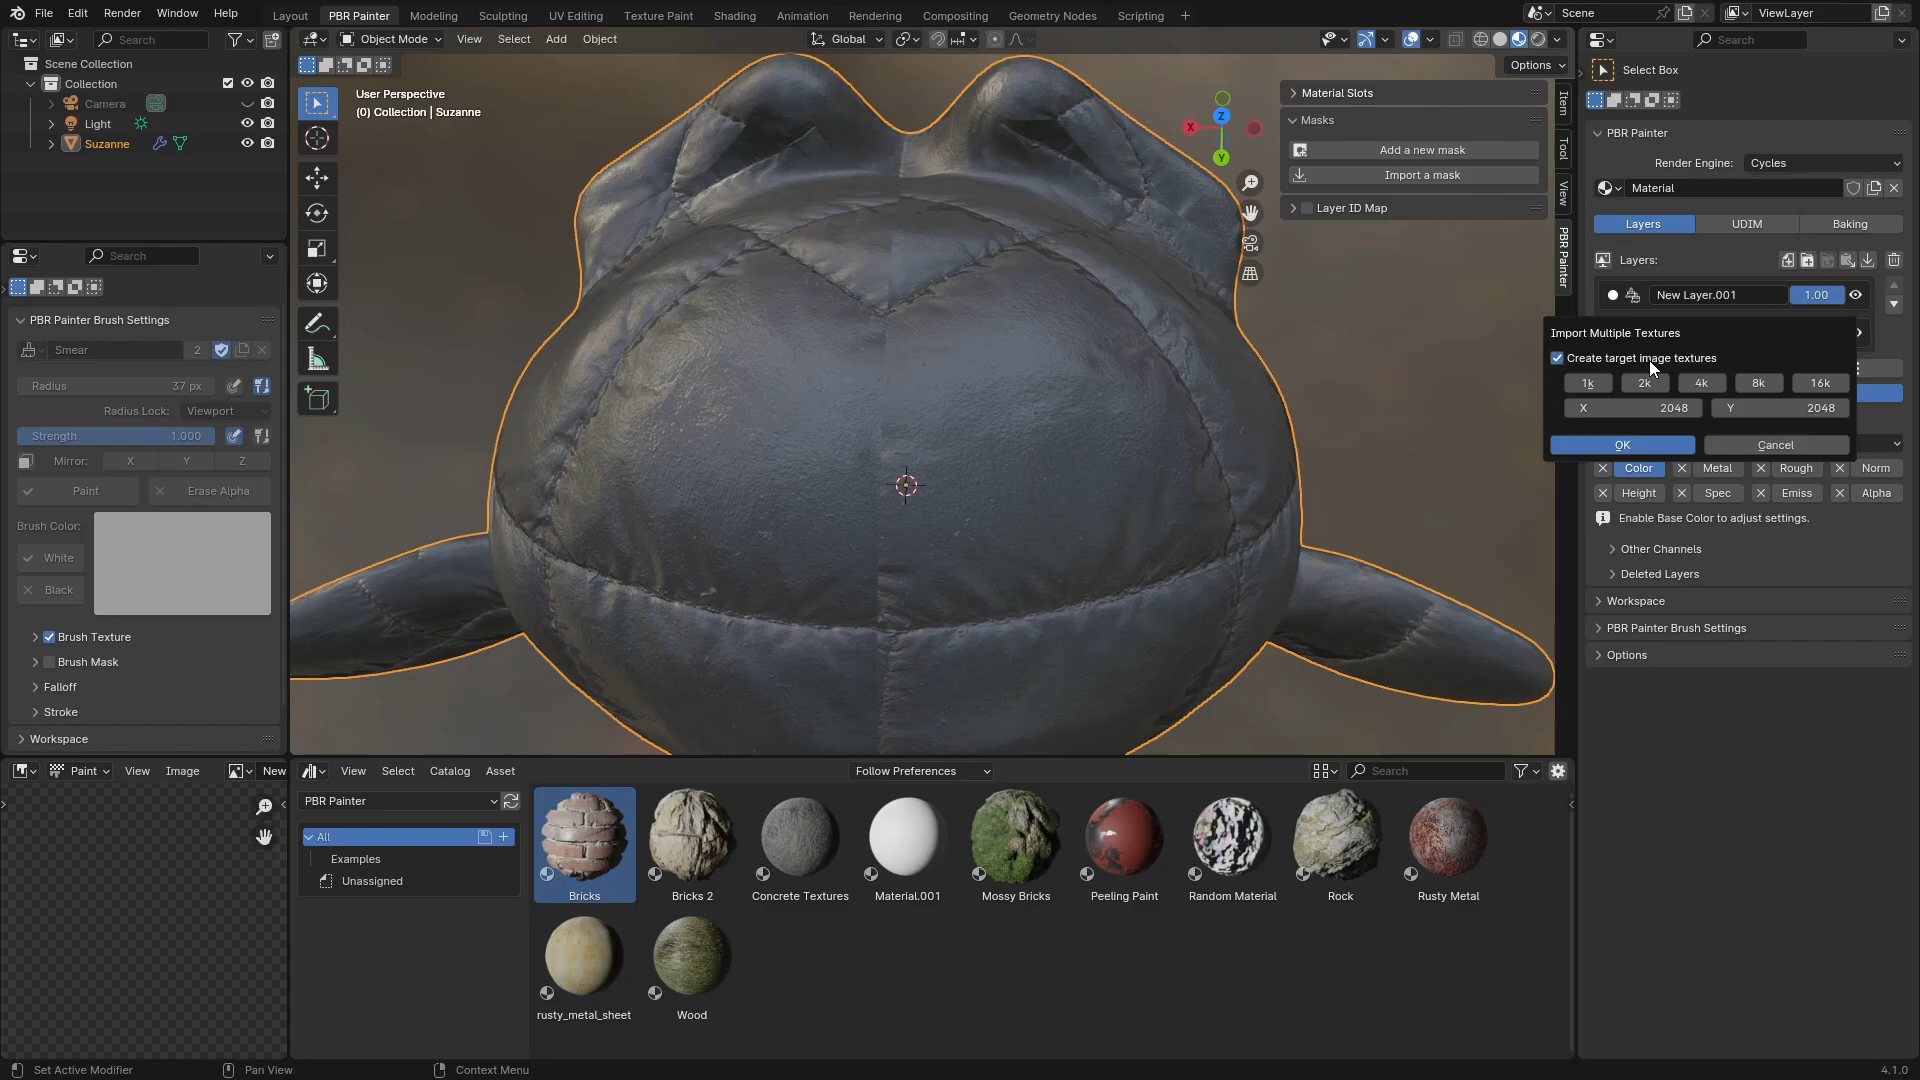 File Edit Render Window Help
Layout PBR Painter Modeling Sculpting UV Editing Texture Paint Shading Animation Rendering Compositing Geometry Nodes Scripting
Scene
ViewLayer
Search
Scene Collection
Collection
Camera
Light
Suzanne
Object Mode View Select Add Object
Global
Options
User Perspective
(0) Collection | Suzanne
X
Z
Y
Material Slots
Masks
Add a new mask
Import a mask
Layer ID Map
Item
Tool
View
PBR Painter
Search
PBR Painter Brush Settings
Smear 2
Radius 37 px
Radius Lock: Viewport
Strength 1.000
Mirror: X Y Z
Paint Erase Alpha
Brush Color:
White
Black
Brush Texture
Brush Mask
Falloff
Stroke
Workspace
Paint View Image New
Search
Select Box
PBR Painter
Render Engine: Cycles
Material
Layers UDIM Baking
Layers:
New Layer.001 1.00
Import Multiple Textures
Create target image textures
1k 2k 4k 8k 16k
X 2048 Y 2048
OK Cancel
Color Metal Rough Norm
Height Spec Emiss Alpha
Enable Base Color to adjust settings.
Other Channels
Deleted Layers
Workspace
PBR Painter Brush Settings
Options
View Select Catalog Asset
Follow Preferences
Search
PBR Painter
All
Examples
Unassigned
Bricks
Bricks 2
Concrete Textures
Material.001
Mossy Bricks
Peeling Paint
Random Material
Rock
Rusty Metal
rusty_metal_sheet
Wood
Set Active Modifier Pan View Context Menu 4.1.0